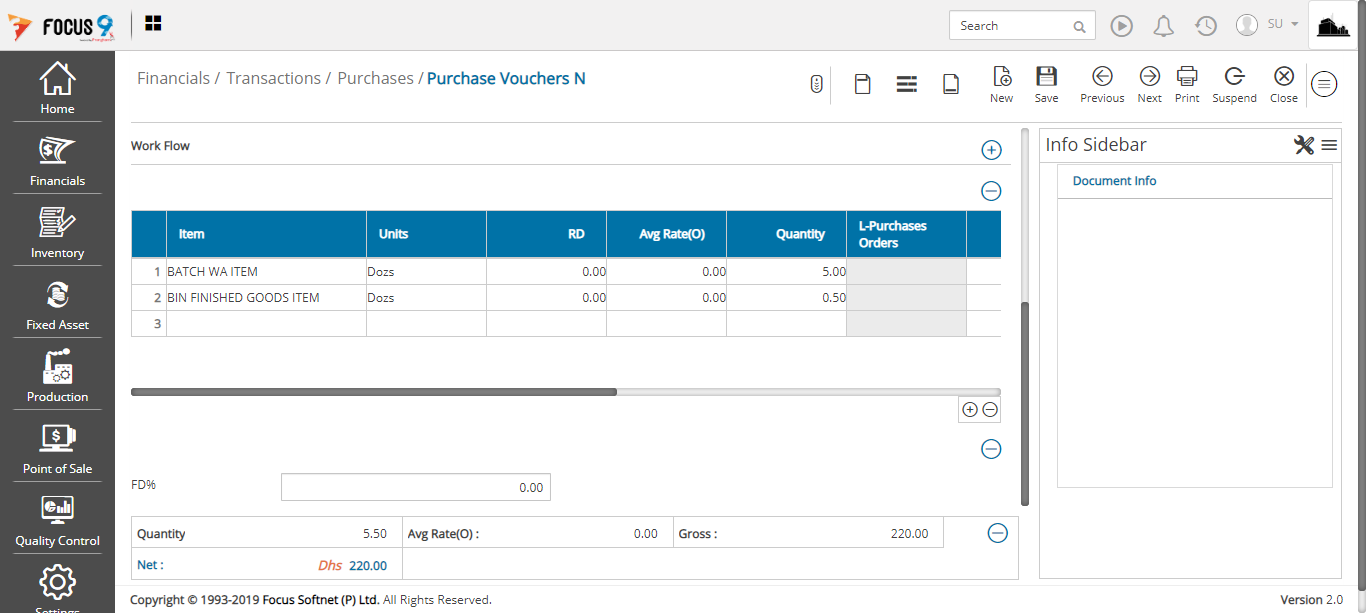 FOCUS 9
Search
SU
Home
Financials
Inventory
Fixed Asset
Production
Point of Sale
Quality Control
Settings
Financials / Transactions / Purchases / Purchase Vouchers N
New Save Previous Next Print Suspend Close
Work Flow
Item Units RD Avg Rate(O) Quantity L-Purchases Orders
1 BATCH WA ITEM Dozs 0.00 0.00 5.00
2 BIN FINISHED GOODS ITEM Dozs 0.00 0.00 0.50
3
FD% 0.00
Quantity 5.50 Avg Rate(O) : 0.00 Gross : 220.00
Net : Dhs 220.00
Info Sidebar
Document Info
Copyright © 1993-2019 Focus Softnet (P) Ltd. All Rights Reserved.
Version 2.0